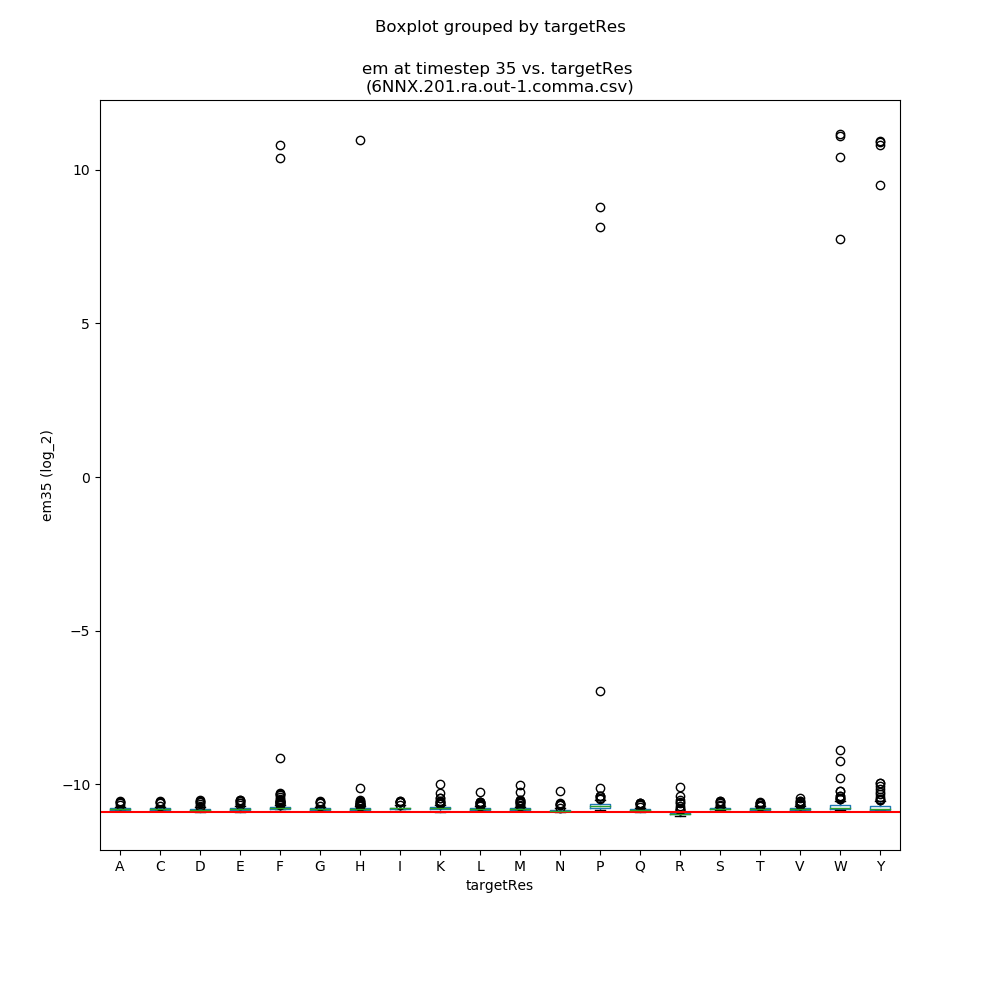 Boxplot grouped by targetRes
em at timestep 35 vs. targetRes
(6NNX.201.ra.out-1.comma.csv)
10
5
0
−5
−10
em35 (log_2)
A C D E F G H I K L M N P Q R S T V W Y
targetRes